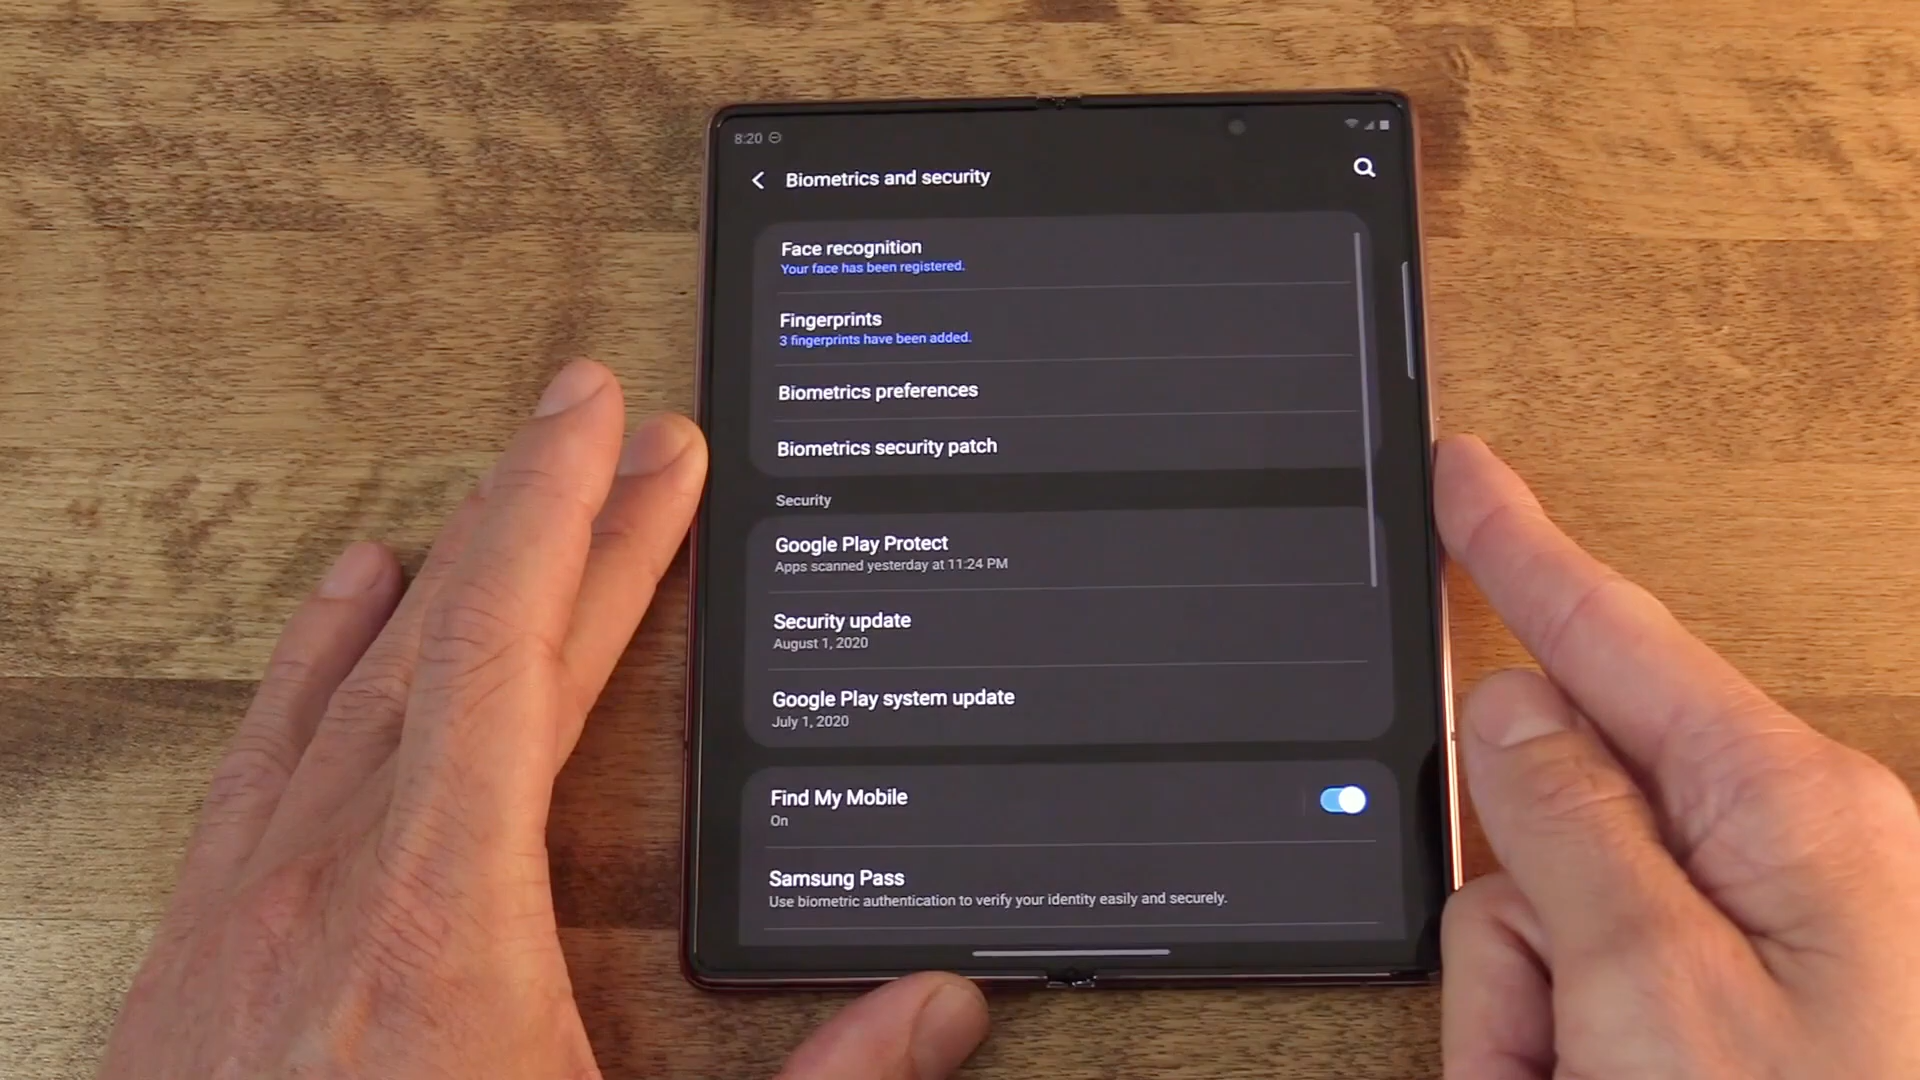 8:20
Biometrics and security
Face recognition
Your face has been registered.
Fingerprints
3 fingerprints have been added.
Biometrics preferences
Biometrics security patch
Security
Google Play Protect
Apps scanned yesterday at 11:24 PM
Security update
August 1, 2020
Google Play system update
July 1, 2020
Find My Mobile
On
Samsung Pass
Use biometric authentication to verify your identity easily and securely.